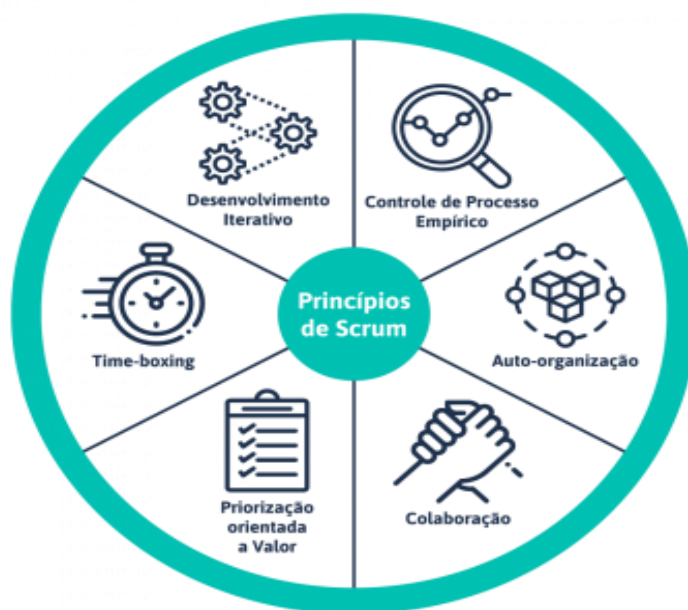 Desenvolvimento
Iterativo
Controle de Processo
Empírico
Time-boxing
Princípios
de Scrum
Auto-organização
Priorização
orientada
a Valor
Colaboração